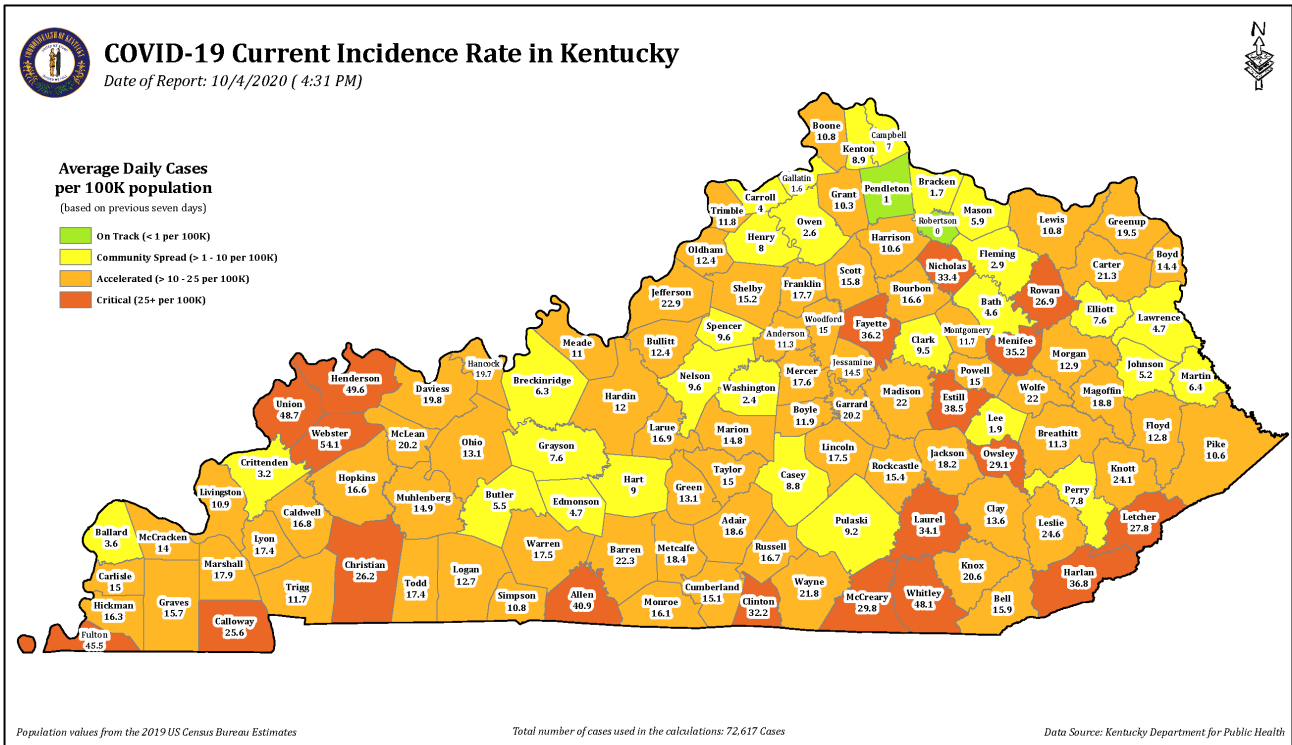 COVID-19 Current Incidence Rate in Kentucky
Date of Report: 10/4/2020 ( 4:31 PM)
N
Average Daily Cases
per 100K population
(based on previous seven days)
On Track (< 1 per 100K)
Community Spread (> 1 - 10 per 100K)
Accelerated (> 10 - 25 per 100K)
Critical (25+ per 100K)
Boone
10.8
Kenton
8.9
Campbell
7
Gallatin
1.6
Carroll
4
Grant
10.3
Pendleton
1
Bracken
1.7
Trimble
11.8
Owen
2.6
Robertson
0
Mason
5.9
Lewis
10.8
Greenup
19.5
Oldham
12.4
Henry
8
Harrison
10.6
Nicholas
33.4
Fleming
2.9
Carter
21.3
Boyd
14.4
Jefferson
22.9
Shelby
15.2
Franklin
17.7
Scott
15.8
Bourbon
16.6
Bath
4.6
Rowan
26.9
Elliott
7.6
Lawrence
4.7
Meade
11
Bullitt
12.4
Spencer
9.6
Anderson
11.3
Woodford
15
Fayette
36.2
Clark
9.5
Montgomery
11.7
Menifee
35.2
Morgan
12.9
Johnson
5.2
Martin
6.4
Hancock
19.7
Henderson
49.6
Daviess
19.8
Breckinridge
6.3
Hardin
12
Nelson
9.6
Washington
2.4
Mercer
17.6
Jessamine
14.5
Madison
22
Estill
38.5
Powell
15
Wolfe
22
Magoffin
18.8
Union
48.7
Webster
54.1
McLean
20.2
Ohio
13.1
Grayson
7.6
Larue
16.9
Marion
14.8
Boyle
11.9
Garrard
20.2
Lee
1.9
Breathitt
11.3
Floyd
12.8
Pike
10.6
Crittenden
3.2
Hopkins
16.6
Muhlenberg
14.9
Butler
5.5
Edmonson
4.7
Hart
9
Green
13.1
Taylor
15
Casey
8.8
Lincoln
17.5
Rockcastle
15.4
Jackson
18.2
Owsley
29.1
Perry
7.8
Knott
24.1
Livingston
10.9
Caldwell
16.8
Ballard
3.6
McCracken
14
Lyon
17.4
Warren
17.5
Barren
22.3
Metcalfe
18.4
Adair
18.6
Russell
16.7
Pulaski
9.2
Laurel
34.1
Clay
13.6
Leslie
24.6
Letcher
27.8
Carlisle
15
Marshall
17.9
Trigg
11.7
Christian
26.2
Todd
17.4
Logan
12.7
Simpson
10.8
Allen
40.9
Monroe
16.1
Cumberland
15.1
Clinton
32.2
Wayne
21.8
McCreary
29.8
Whitley
48.1
Knox
20.6
Bell
15.9
Harlan
36.8
Hickman
16.3
Graves
15.7
Calloway
25.6
Fulton
45.5
Population values from the 2019 US Census Bureau Estimates
Total number of cases used in the calculations: 72,617 Cases
Data Source: Kentucky Department for Public Health